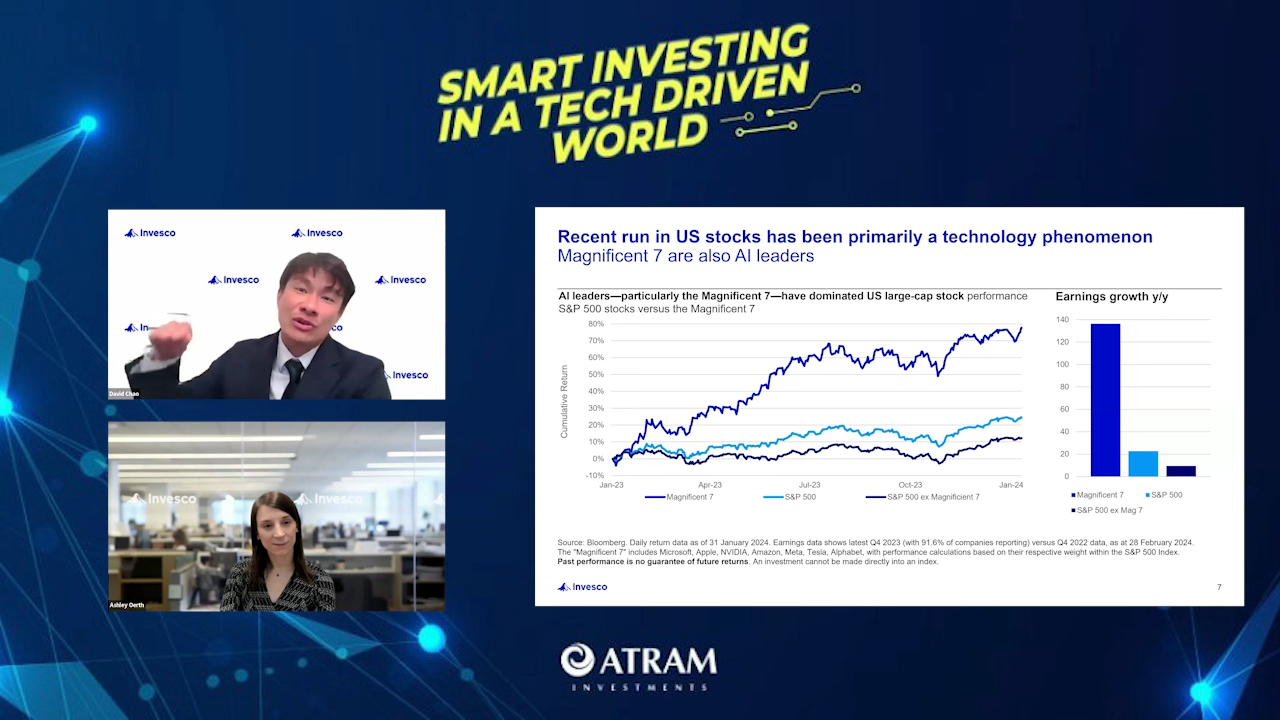 SMART INVESTING
IN A TECH DRIVEN
WORLD
Invesco
Invesco
Invesco
Invesco
In
co
Invesco
David Chao
Invesco
Invesco
Ashley Oerth
Recent run in US stocks has been primarily a technology phenomenon
Magnificent 7 are also AI leaders
AI leaders—particularly the Magnificent 7—have dominated US large-cap stock performance
S&P 500 stocks versus the Magnificent 7
Cumulative Return
80%
70%
60%
50%
40%
30%
20%
10%
0%
-10%
Jan-23 Apr-23 Jul-23 Oct-23 Jan-24
Magnificent 7 S&P 500 S&P 500 ex Magnificient 7
Earnings growth y/y
140
120
100
80
60
40
20
0
Magnificent 7 S&P 500
S&P 500 ex Mag 7
Source: Bloomberg. Daily return data as of 31 January 2024. Earnings data shows latest Q4 2023 (with 91.6% of companies reporting) versus Q4 2022 data, as at 28 February 2024.
The "Magnificent 7" includes Microsoft, Apple, NVIDIA, Amazon, Meta, Tesla, Alphabet, with performance calculations based on their respective weight within the S&P 500 Index.
Past performance is no guarantee of future returns. An investment cannot be made directly into an index.
Invesco
7
ATRAM
INVESTMENTS